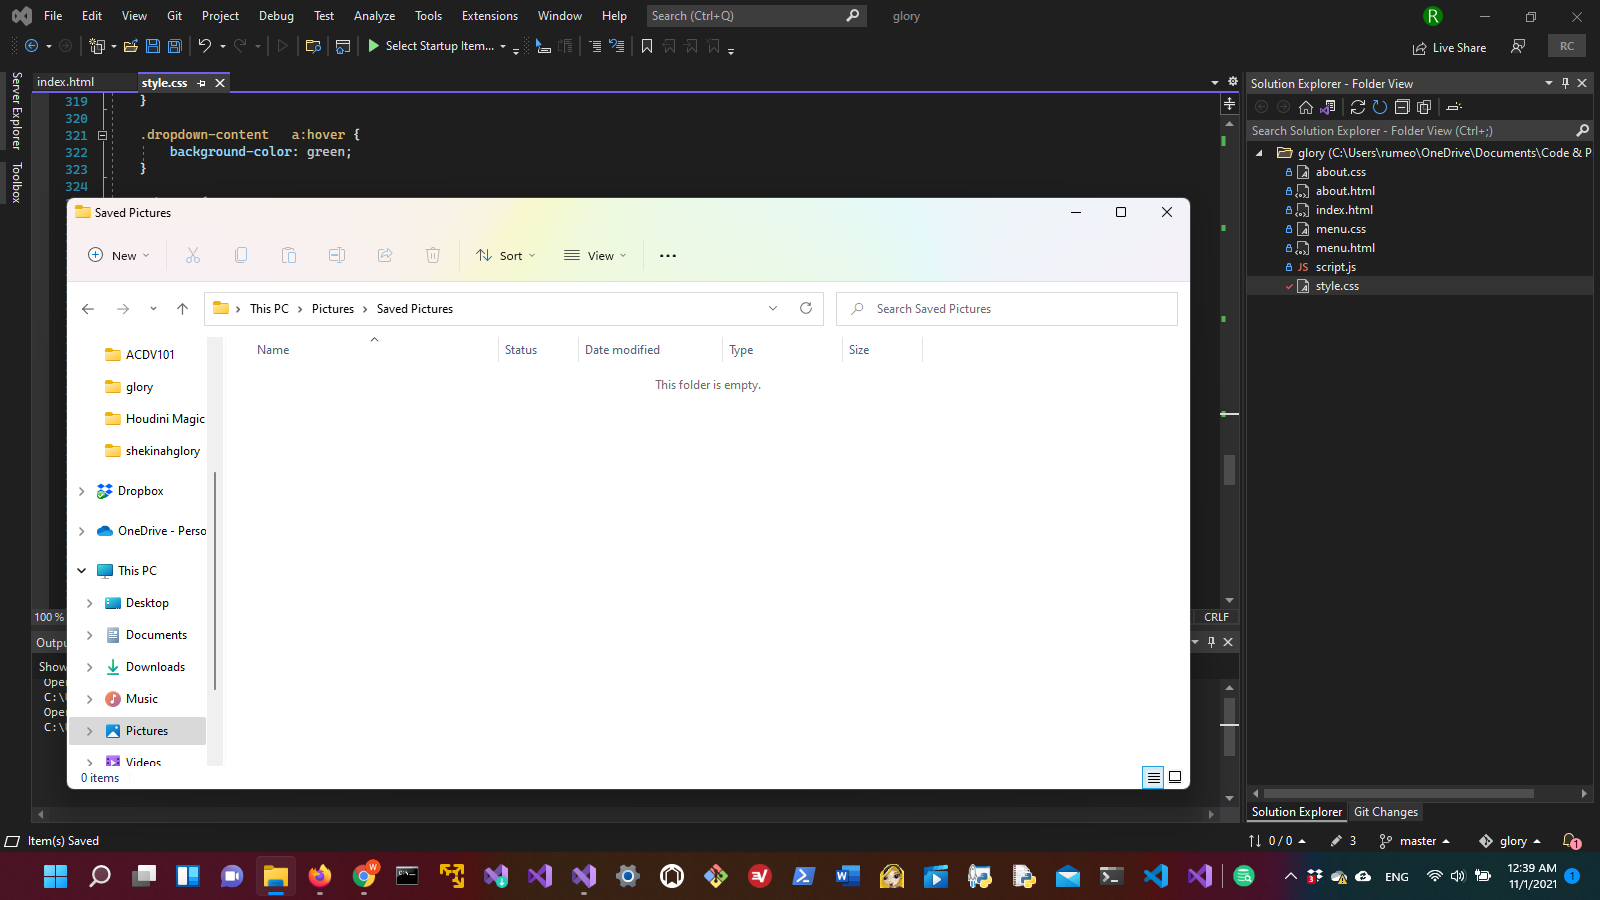 File Edit View Git Project Debug Test Analyze Tools Extensions Window Help Search (Ctrl+Q) glory R
Select Startup Item... Live Share RC
Server Explorer
Toolbox
index.html style.css
319 }
320
321 .dropdown-content a:hover {
322 background-color: green;
323 }
324
100 %
CRLF
Saved Pictures
New Sort View
This PC > Pictures > Saved Pictures Search Saved Pictures
Name Status Date modified Type Size
This folder is empty.
ACDV101
glory
Houdini Magic
shekinahglory
Dropbox
OneDrive - Perso
This PC
Desktop
Documents
Downloads
Music
Pictures
Videos
0 items
Solution Explorer - Folder View
Search Solution Explorer - Folder View (Ctrl+;)
glory (C:\Users\rumeo\OneDrive\Documents\Code & P
about.css
about.html
index.html
menu.css
menu.html
JS script.js
style.css
Solution Explorer Git Changes
Item(s) Saved 0 / 0 3 master glory 1
ENG 12:39 AM 1
11/1/2021